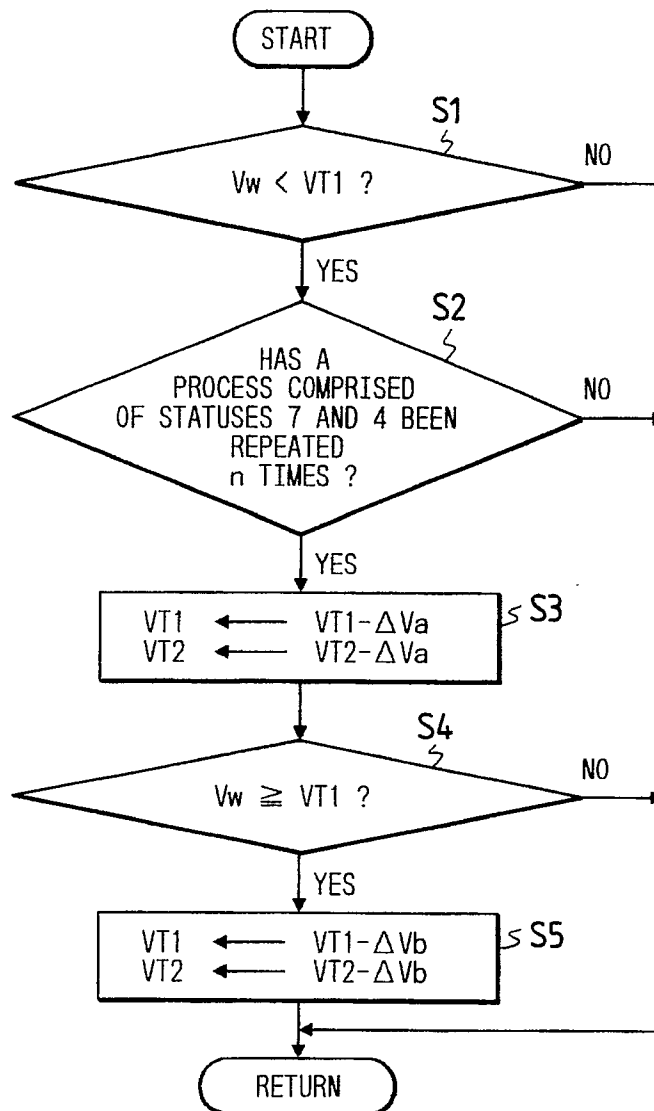 START
S1
Vw < VT1 ?
NO
YES
S2
HAS A
PROCESS COMPRISED
OF STATUSES 7 AND 4 BEEN
REPEATED
n TIMES ?
NO
YES
S3
VT1 ← VT1-ΔVa
VT2 ← VT2-ΔVa
S4
Vw ≧ VT1 ?
NO
YES
S5
VT1 ← VT1-ΔVb
VT2 ← VT2-ΔVb
RETURN